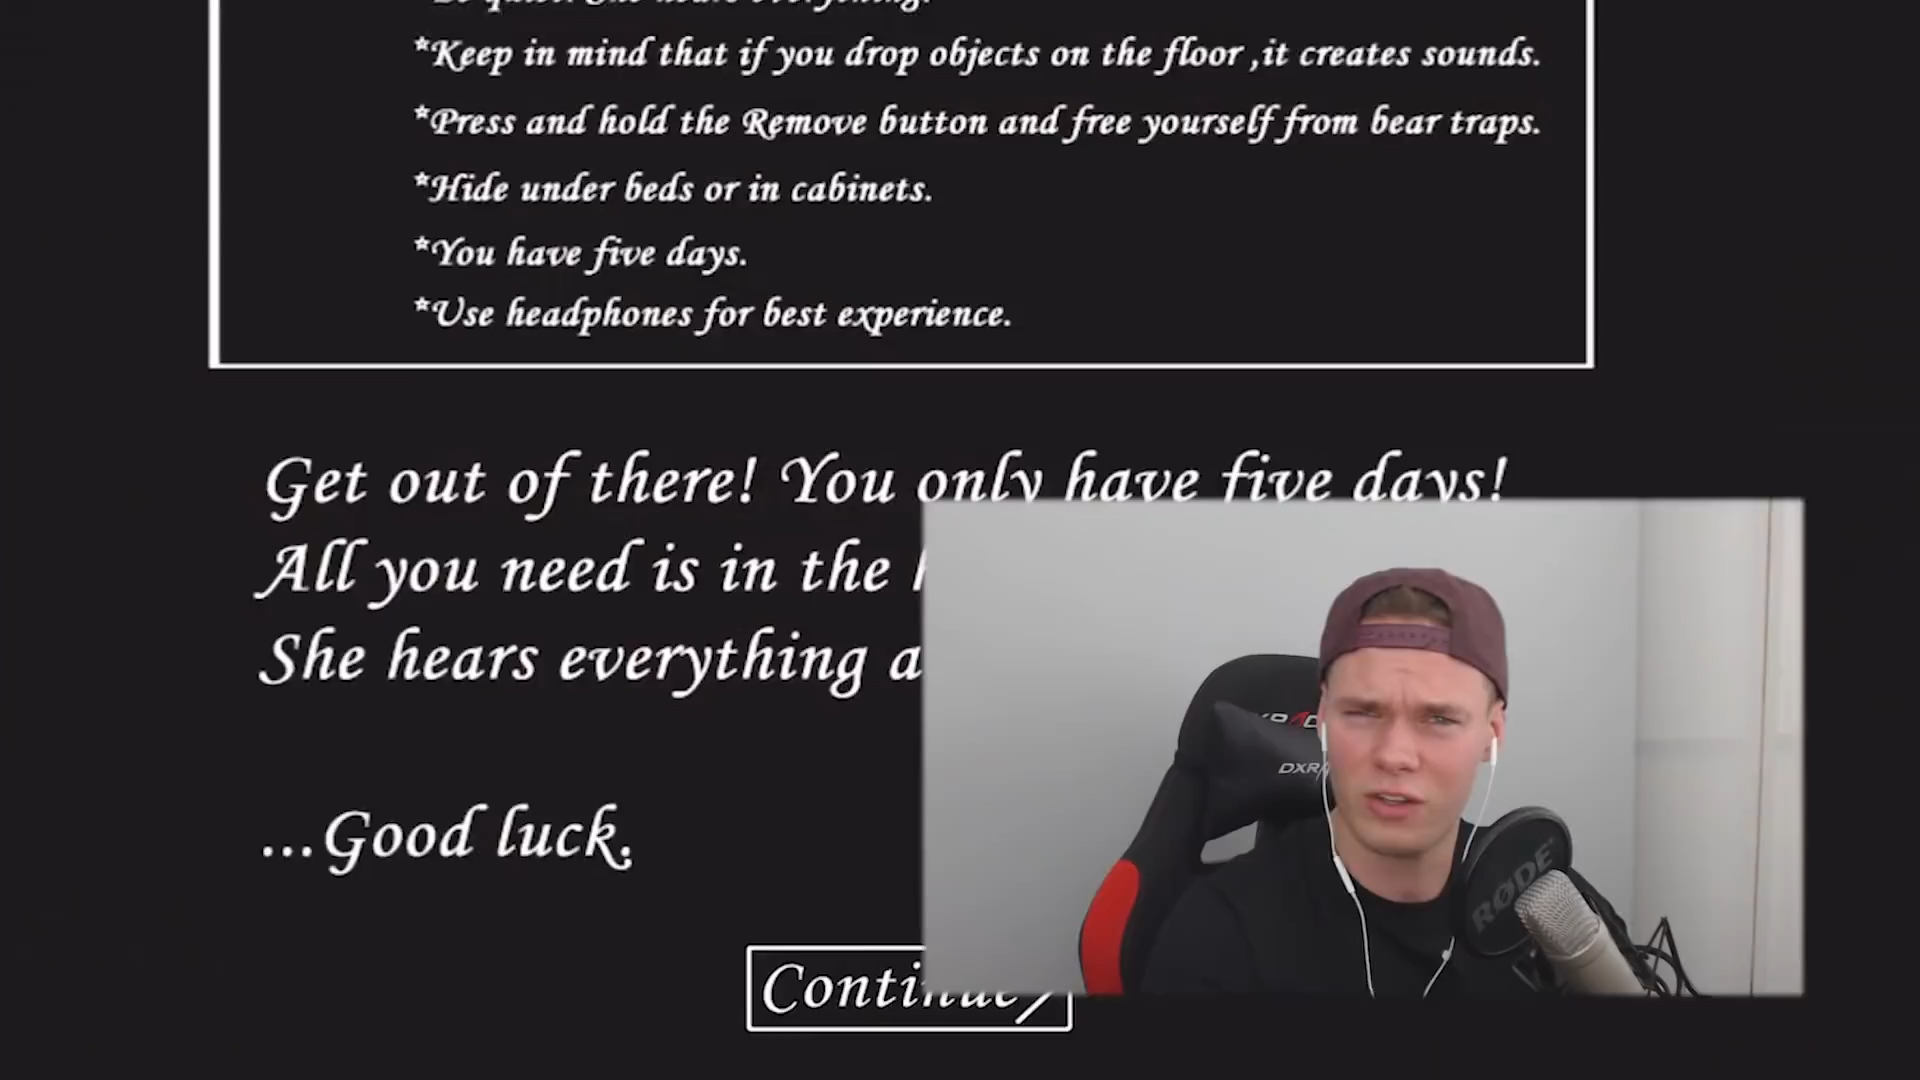 *Keep in mind that if you drop objects on the floor ,it creates sounds.
*Press and hold the Remove button and free yourself from bear traps.
*Hide under beds or in cabinets.
*You have five days.
*Use headphones for best experience.
Get out of there! You only have five days!
All you need is in the
She hears everything
...Good luck.
Continue
RØDE